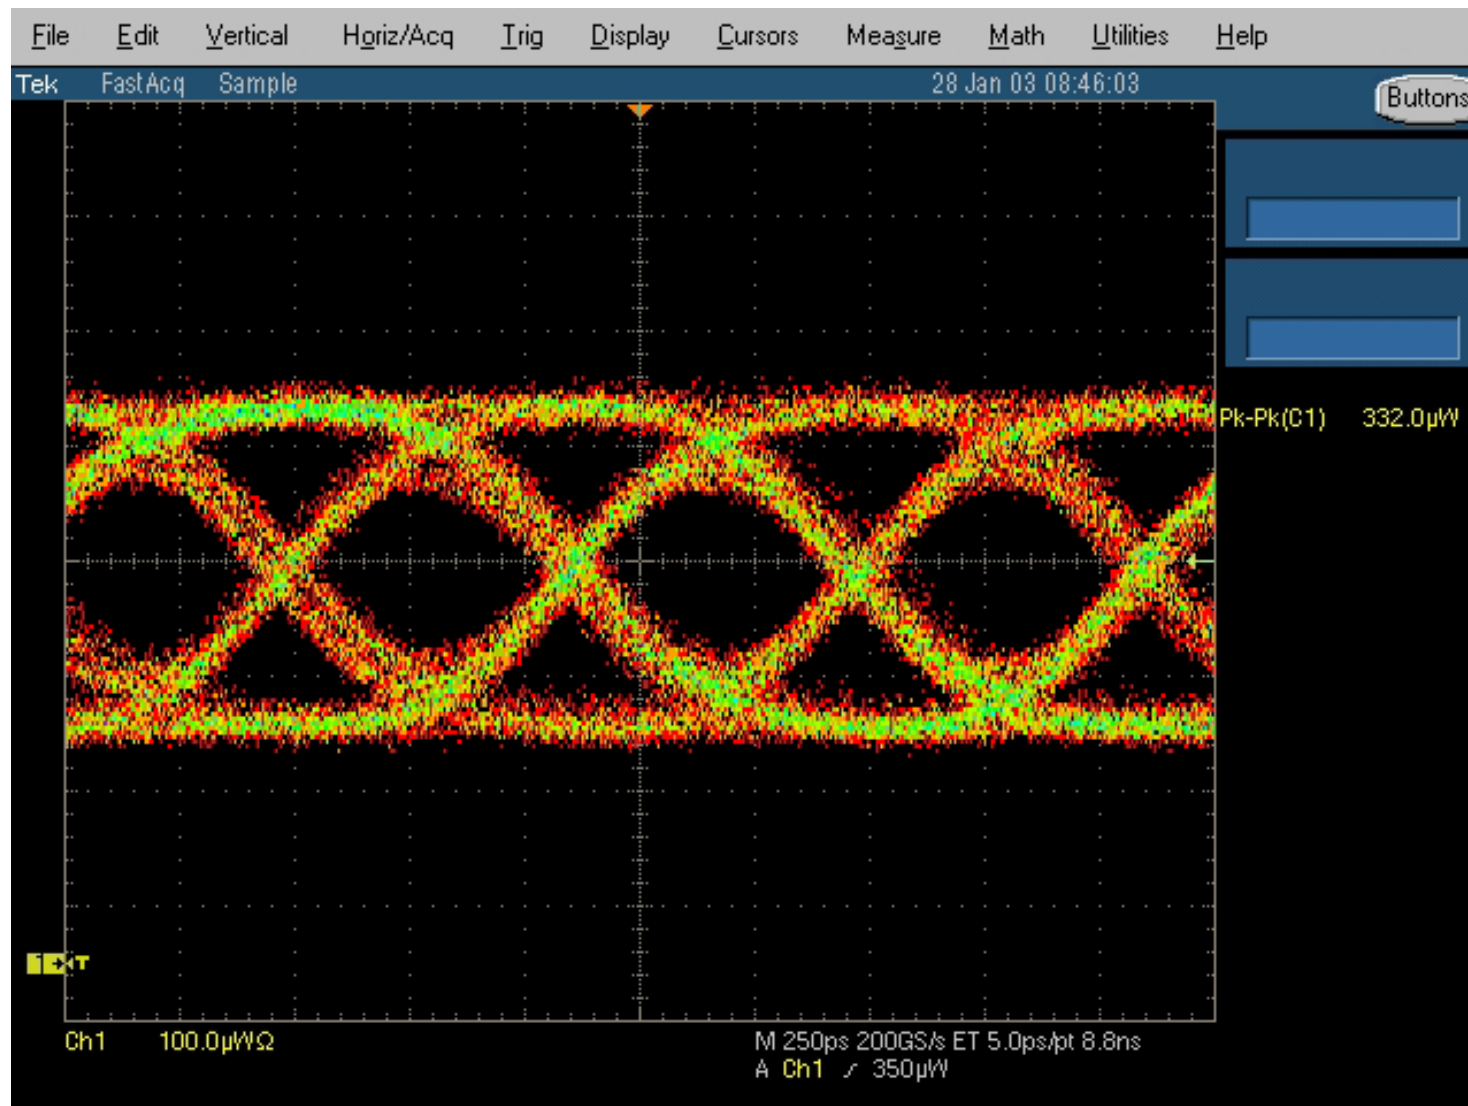 File Edit Vertical Horiz/Acq Trig Display Cursors Measure Math Utilities Help
Tek FastAcq Sample 28 Jan 03 08:46:03
Buttons
Pk-Pk(C1) 332.0µW
1 T
Ch1 100.0µWΩ M 250ps 200GS/s ET 5.0ps/pt 8.8ns
A Ch1 / 350µW